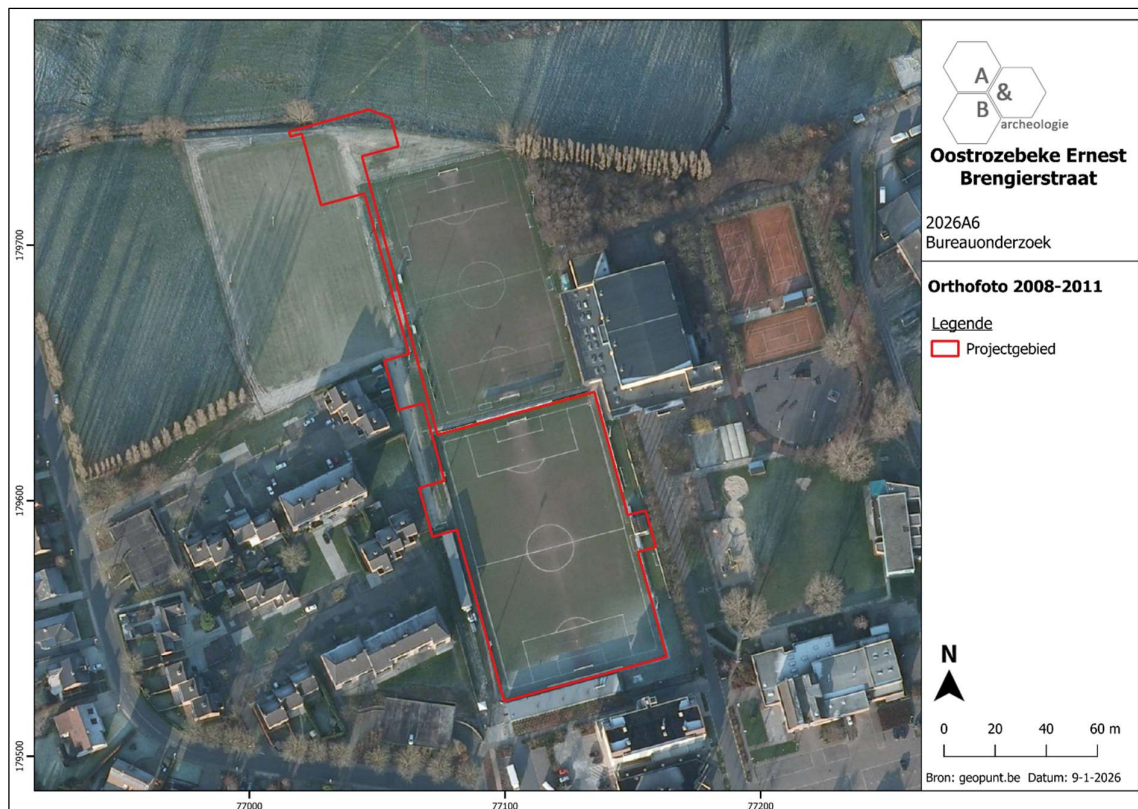 A
&
B
archeologie
Oostrozebeke Ernest
Brengierstraat
2026A6
Bureauonderzoek
Orthofoto 2008-2011
Legende
Projectgebied
N
0 20 40 60 m
Bron: geopunt.be Datum: 9-1-2026
179700
179600
179500
77000 77100 77200